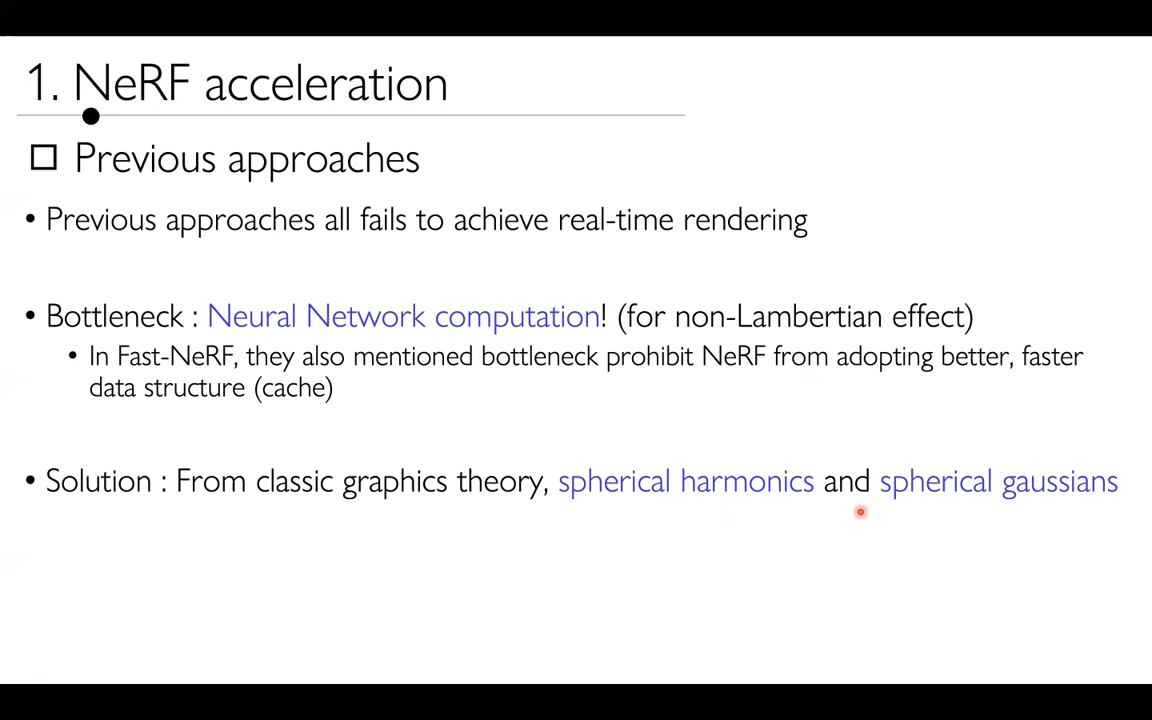 1. NeRF acceleration
Previous approaches
• Previous approaches all fails to achieve real-time rendering
• Bottleneck : Neural Network computation! (for non-Lambertian effect)
• In Fast-NeRF, they also mentioned bottleneck prohibit NeRF from adopting better, faster
data structure (cache)
• Solution : From classic graphics theory, spherical harmonics and spherical gaussians